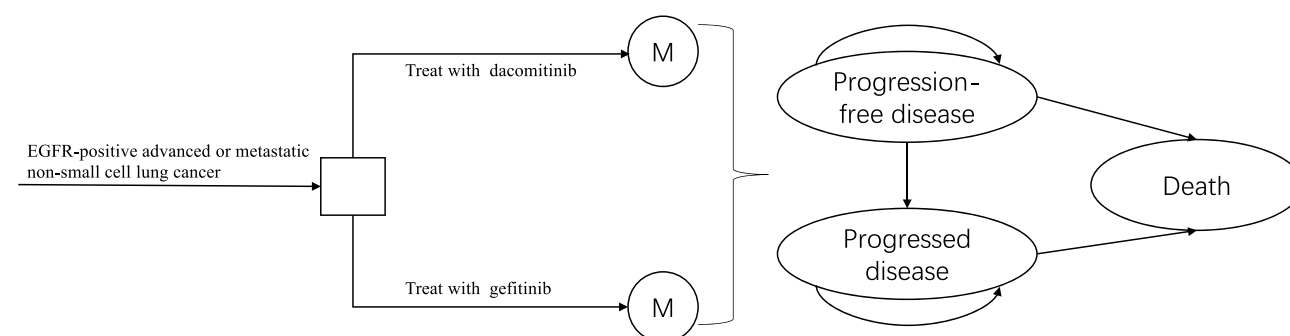 EGFR-positive advanced or metastatic
non-small cell lung cancer
Treat with dacomitinib
M
Treat with gefitinib
M
Progression-
free disease
Progressed
disease
Death